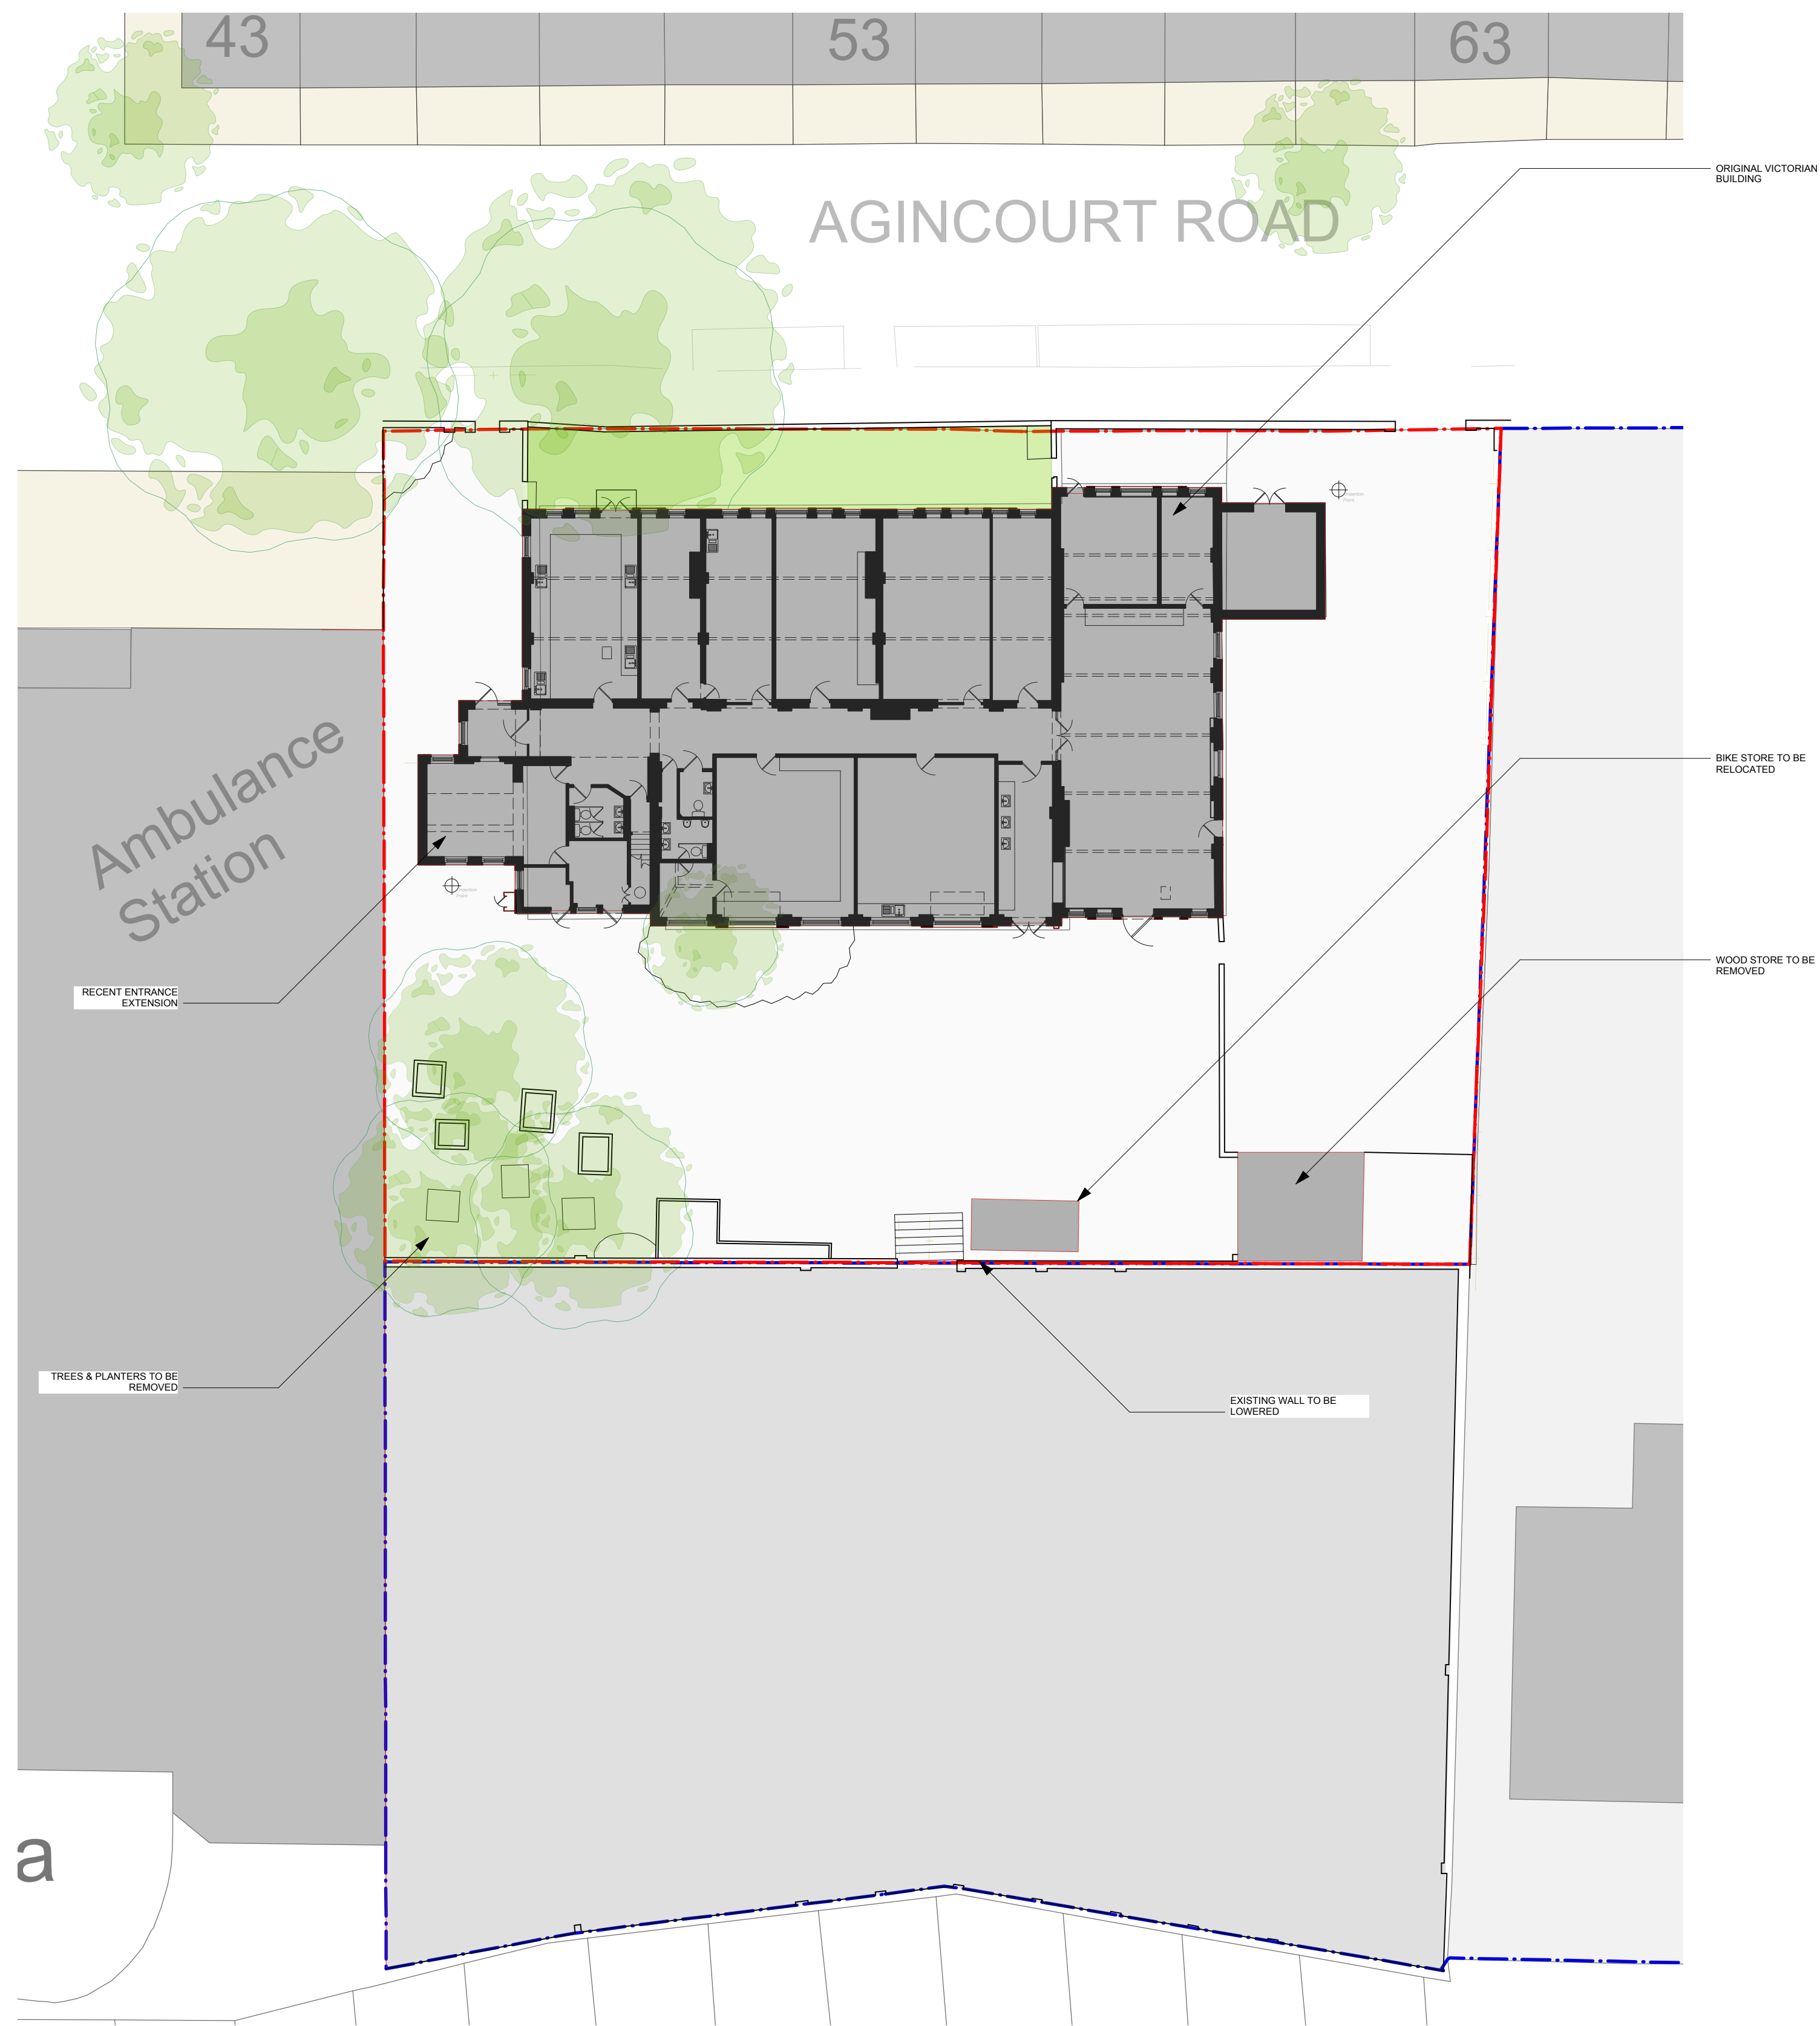 43
53
63
AGINCOURT ROAD
ORIGINAL VICTORIAN
BUILDING
Ambulance
Station
BIKE STORE TO BE
RELOCATED
WOOD STORE TO BE
REMOVED
RECENT ENTRANCE
EXTENSION
TREES & PLANTERS TO BE
REMOVED
EXISTING WALL TO BE
LOWERED
a